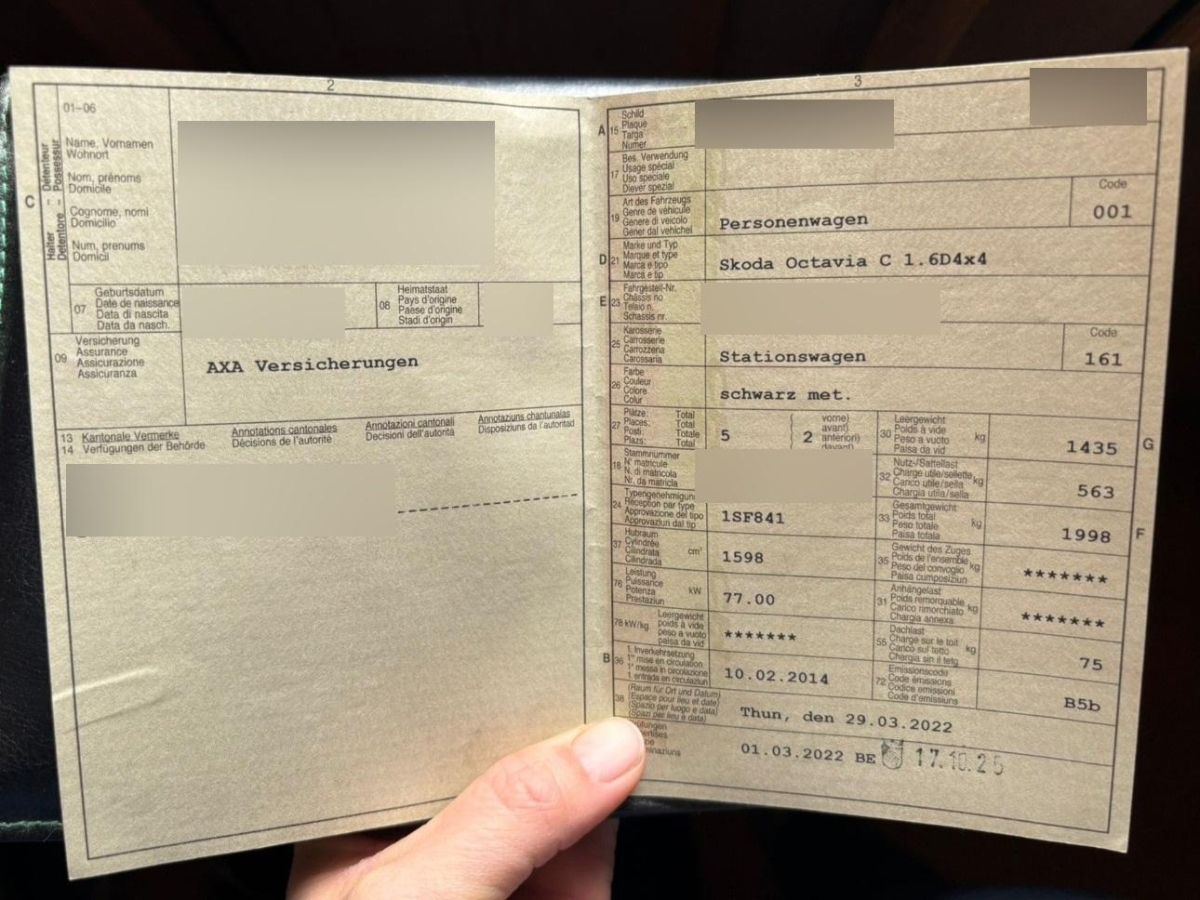 2
01-06
Halter - Détenteur
Detentore - Possessur
C
Name, Vornamen
Wohnort
Nom, prénoms
Domicile
Cognome, nomi
Domicilio
Num, prenums
Domicil
07
Geburtsdatum
Date de naissance
Data di nascita
Data da nasch.
08
Heimatstaat
Pays d'origine
Paese d'origine
Stadi d'origin
09
Versicherung
Assurance
Assicurazione
Assicuranza
AXA Versicherungen
13 Kantonale Vermerke Annotations cantonales Annotazioni cantonali Annotaziuns chantunalas
14 Verfügungen der Behörde Décisions de l'autorité Decisioni dell'autorità Disposiziuns da l'autoritad
3
A 15
Schild
Plaque
Targa
Numer
17
Bes. Verwendung
Usage spécial
Uso speciale
Diever spezial
19
Art des Fahrzeugs
Genre de véhicule
Genere di veicolo
Gener dal vehichel
Personenwagen
Code
001
D 21
Marke und Typ
Marque et type
Marca e tipo
Marca e tip
Skoda Octavia C 1.6D4x4
E 23
Fahrgestell-Nr.
Châssis no
Telaio n.
Schassis nr.
25
Karosserie
Carrosserie
Carrozzeria
Carossaria
Stationswagen
Code
161
26
Farbe
Couleur
Colore
Colur
schwarz met.
27
Plätze: Total
Places: Total
Posti: Totale
Plazs: Total
5
2
vorne)
avant)
anteriori)
davant)
30
Leergewicht
Poids à vide
Peso a vuoto
Paisa da vid
kg
1435
G
18
Stammnummer
N° matricule
N. di matricola
Nr. da matricla
32
Nutz-/Sattellast
Charge utile/sellette
Carico utile/sella
Chargia utila/sella
kg
563
24
Typengenehmigung
Réception par type
Approvazione del tipo
Approvaziun dal tip
1SF841
33
Gesamtgewicht
Poids total
Peso totale
Paisa totala
kg
1998
F
37
Hubraum
Cylindrée
Cilindrata
Cilindrada
cm³
1598
35
Gewicht des Zuges
Poids de l'ensemble
Peso del convoglio
Paisa cumposiziun
kg
*******
76
Leistung
Puissance
Potenza
Prestaziun
kW
77.00
31
Anhängelast
Poids remorquable
Carico rimorchiato
Chargia annexa
kg
*******
78 kW/kg
Leergewicht
poids à vide
peso a vuoto
paisa da vid
*******
55
Dachlast
Charge sur le toit
Carico sul tetto
Chargia sin il tetg
kg
75
B 36
1. Inverkehrsetzung
1re mise en circulation
1a messa in circolazione
1. entrada en circulaziun
10.02.2014
72
Emissionscode
Code émissions
Codice emissioni
Code d'emissiuns
B5b
38
(Raum für Ort und Datum)
(Espace pour lieu et date)
(Spazio per luogo e data)
(Spazi per lieu e data)
Thun, den 29.03.2022
01.03.2022 BE 17.10.25